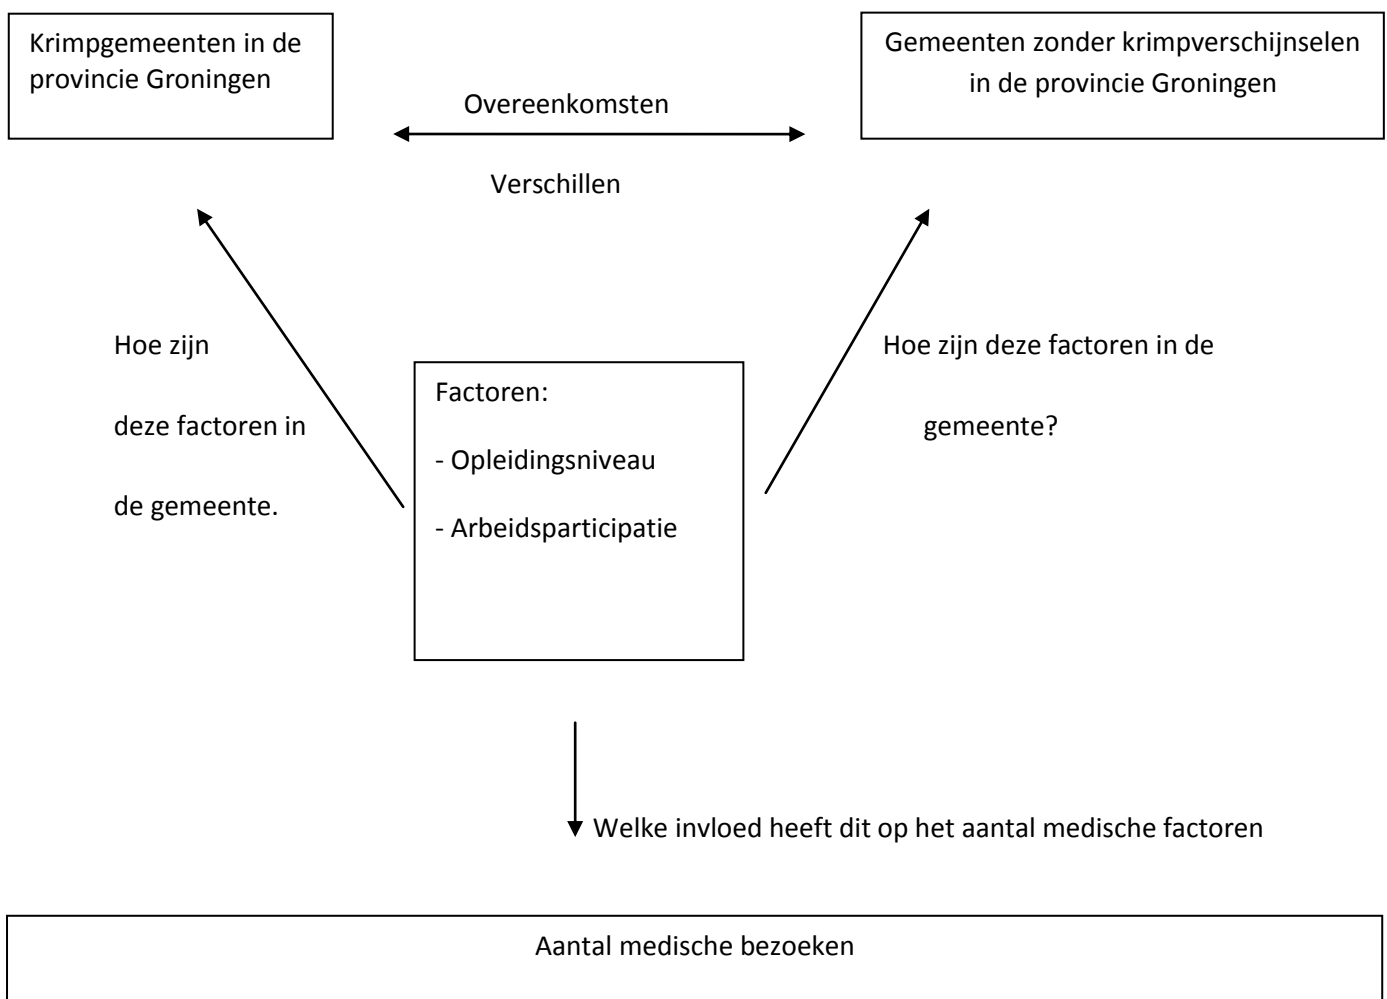 Krimpgemeenten in de
provincie Groningen
Gemeenten zonder krimpverschijnselen
in de provincie Groningen
Overeenkomsten
Verschillen
Hoe zijn
deze factoren in
de gemeente.
Factoren:
- Opleidingsniveau
- Arbeidsparticipatie
Hoe zijn deze factoren in de
gemeente?
Welke invloed heeft dit op het aantal medische factoren
Aantal medische bezoeken